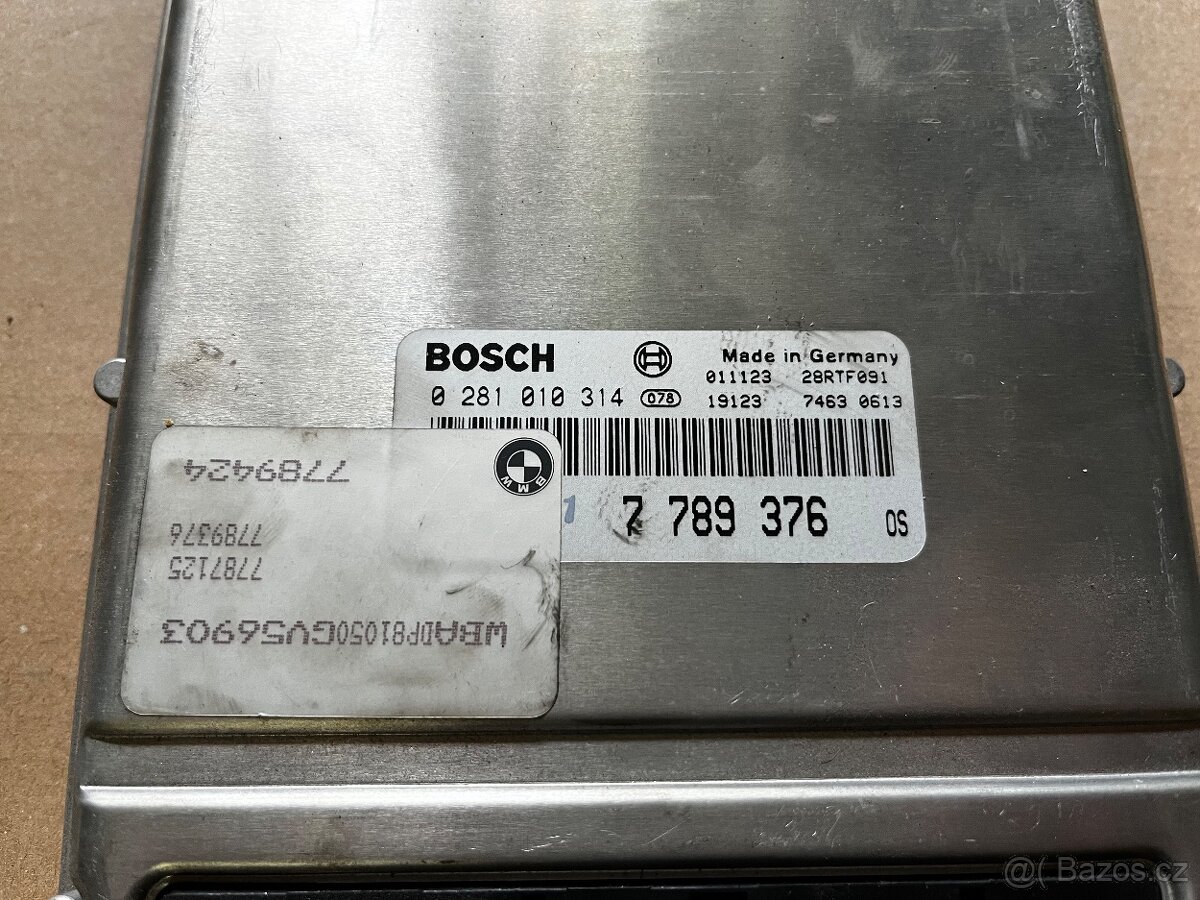 BOSCH
Made in Germany
011123 28RTF091
0 281 010 314 078
19123 7463 0613
1 7 789 376 OS
BMW
WBADP81050GV56903
7787125
7789376
7789424
Bazos.cz